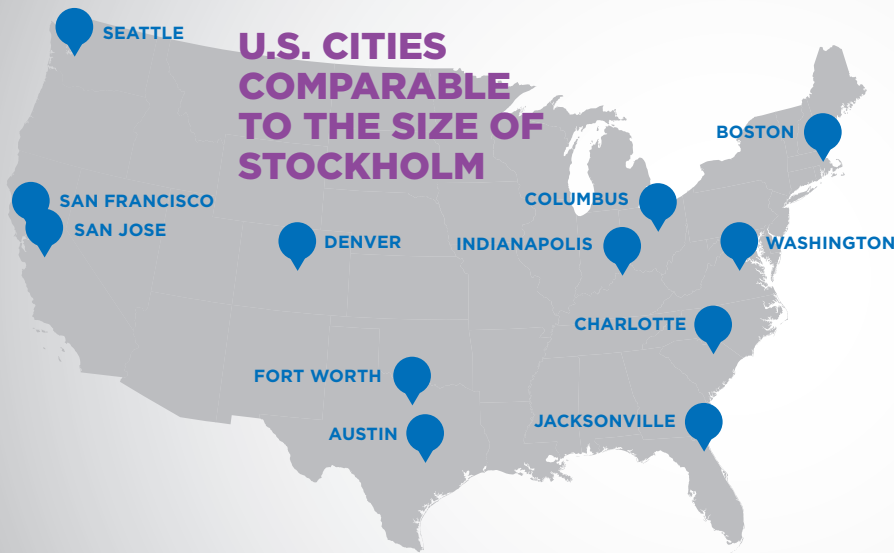 SEATTLE
U.S. CITIES
COMPARABLE
TO THE SIZE OF
STOCKHOLM
BOSTON
COLUMBUS
SAN FRANCISCO
SAN JOSE
DENVER
INDIANAPOLIS
WASHINGTON
CHARLOTTE
FORT WORTH
JACKSONVILLE
AUSTIN